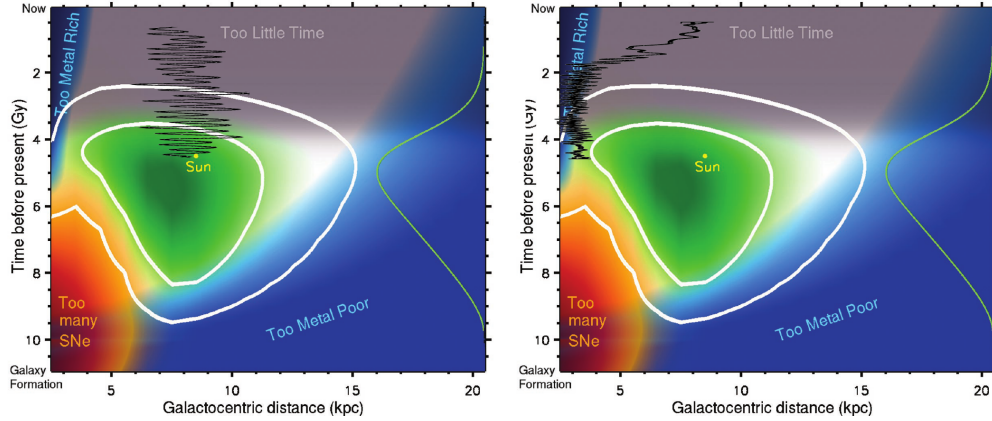 Now
2
4
6
8
10
Galaxy
Formation
Time before present (Gy)
Too Metal Rich
Too Little Time
Sun
Too
many
SNe
Too Metal Poor
5
10
15
20
Galactocentric distance (kpc)
Now
2
4
6
8
10
Galaxy
Formation
Time before present (Gy)
Too Metal Rich
Too Little Time
Sun
Too
many
SNe
Too Metal Poor
5
10
15
20
Galactocentric distance (kpc)